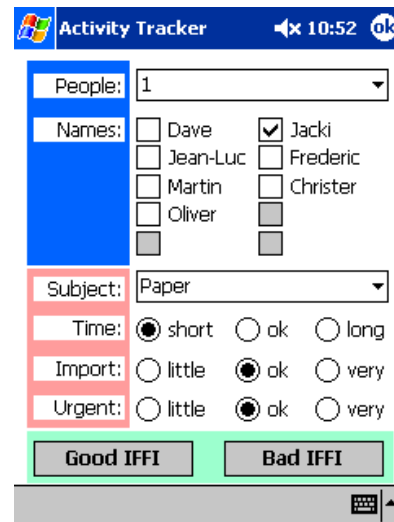 Activity Tracker 10:52 ok
People: 1
Names: Dave Jacki
Jean-Luc Frederic
Martin Christer
Oliver
Subject: Paper
Time: short ok long
Import: little ok very
Urgent: little ok very
Good IFFI Bad IFFI